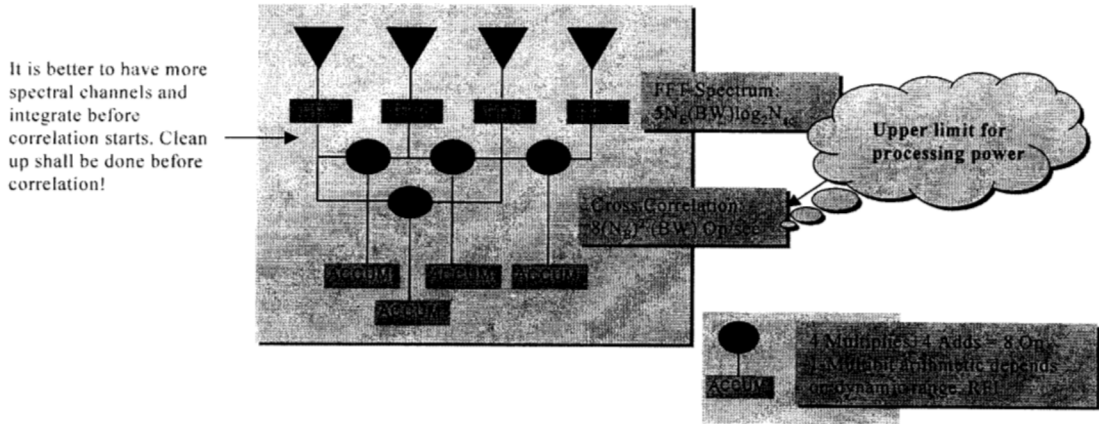 It is better to have more
spectral channels and
integrate before
correlation starts. Clean
up shall be done before
correlation!
FFT-Spectrum:
Upper limit for
processing power
Cross Correlation:
ACCUM
ACCUM
ACCUM
ACCUM
4 Multiplies, 4 Adds = 8 Op
arithmetic depends
on dynamic range, RFI
ACCUM